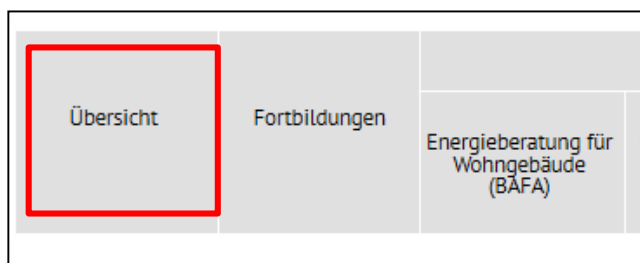 Übersicht
Fortbildungen
Energieberatung für
Wohngebäude
(BAFA)